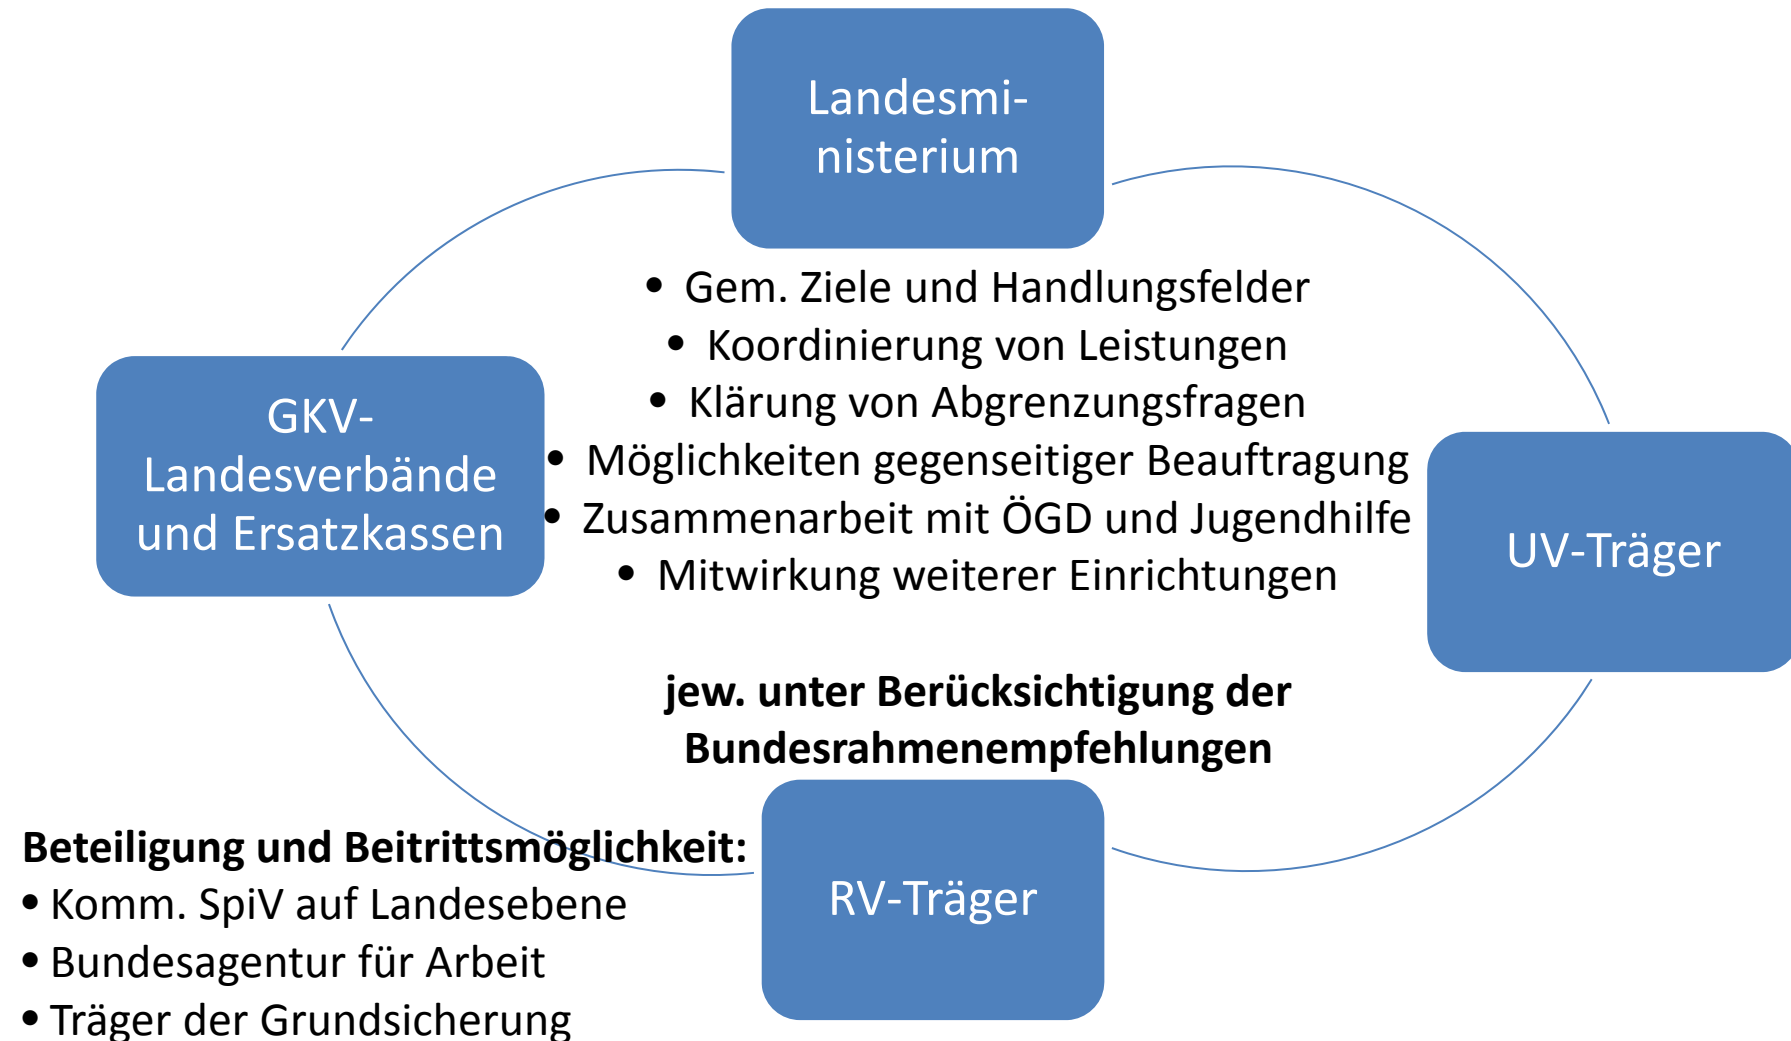 Landesmi-
nisterium
• Gem. Ziele und Handlungsfelder
• Koordinierung von Leistungen
• Klärung von Abgrenzungsfragen
• Möglichkeiten gegenseitiger Beauftragung
• Zusammenarbeit mit ÖGD und Jugendhilfe
• Mitwirkung weiterer Einrichtungen
jew. unter Berücksichtigung der
Bundesrahmenempfehlungen
GKV-
Landesverbände
und Ersatzkassen
UV-Träger
RV-Träger
Beteiligung und Beitrittsmöglichkeit:
• Komm. SpiV auf Landesebene
• Bundesagentur für Arbeit
• Träger der Grundsicherung